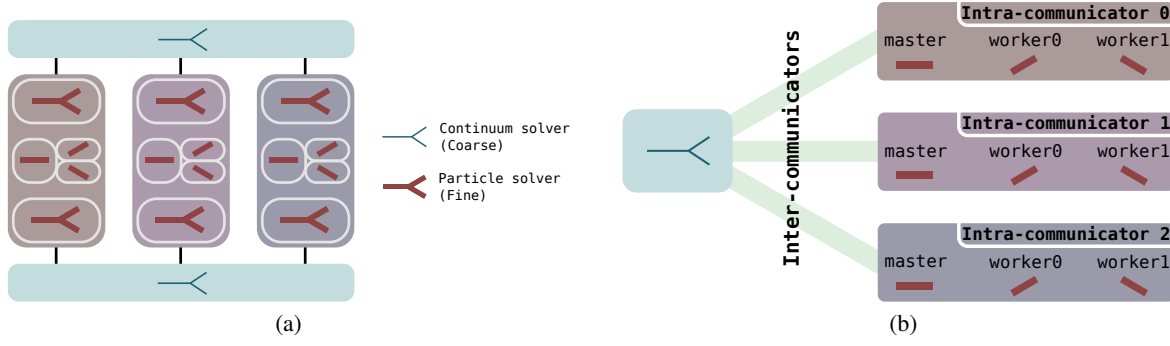 Continuum solver
(Coarse)
Particle solver
(Fine)
(a)
Inter-communicators
Intra-communicator 0
master worker0 worker1
Intra-communicator 1
master worker0 worker1
Intra-communicator 2
master worker0 worker1
(b)